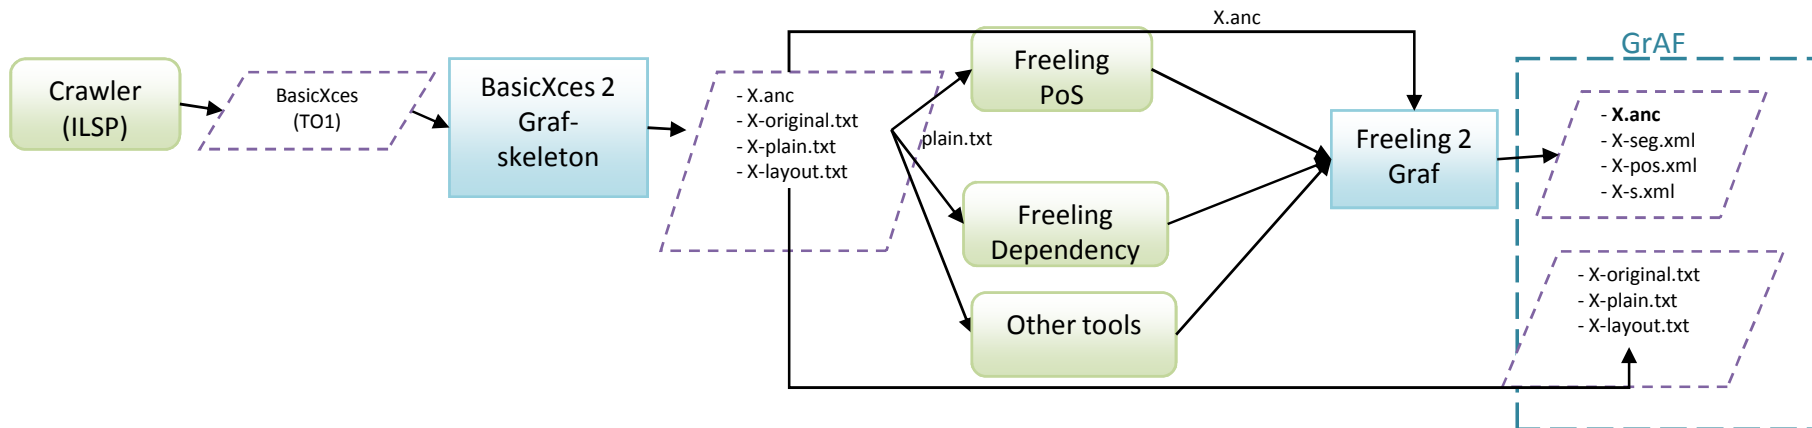 Crawler
(ILSP)
BasicXces
(TO1)
BasicXces 2
Graf-
skeleton
- X.anc
- X-original.txt
- X-plain.txt
- X-layout.txt
plain.txt
X.anc
Freeling
PoS
Freeling
Dependency
Other tools
Freeling 2
Graf
GrAF
- X.anc
- X-seg.xml
- X-pos.xml
- X-s.xml
- X-original.txt
- X-plain.txt
- X-layout.txt